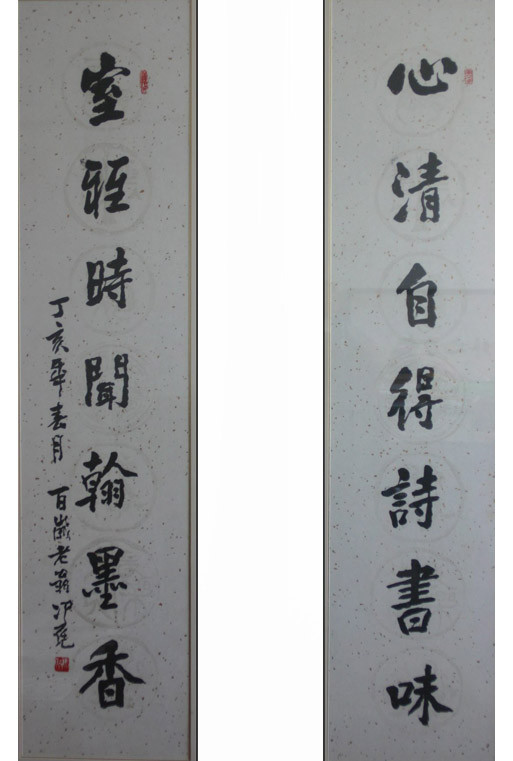 心清自得詩書味
室雅時聞翰墨香
丁亥年春月 百歲老翁